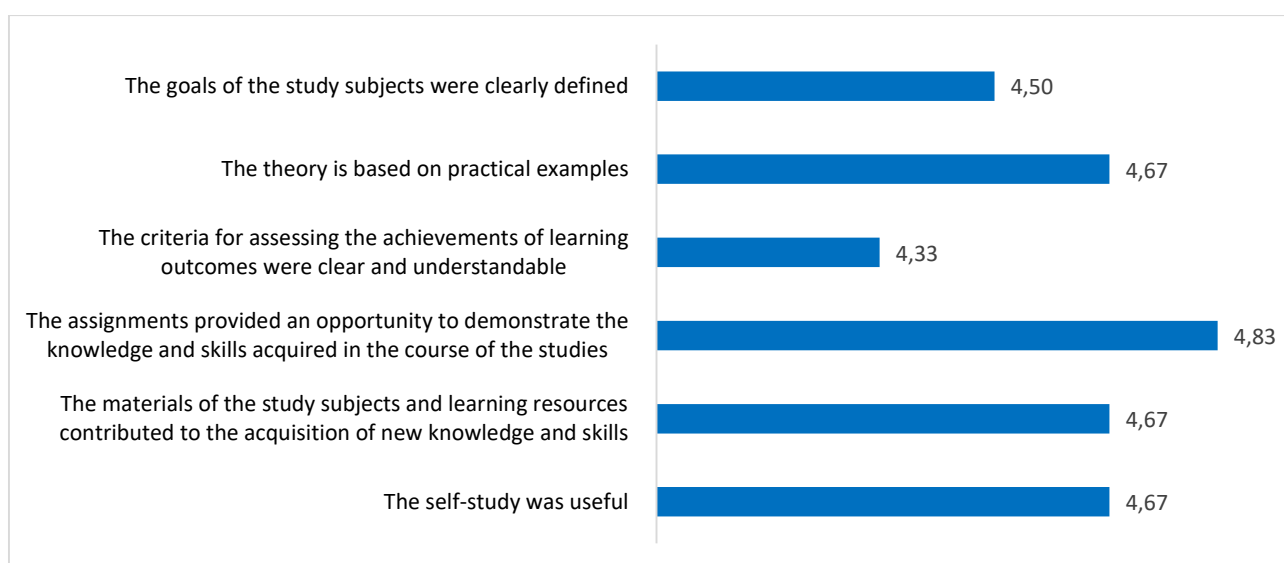 The goals of the study subjects were clearly defined
4,50
The theory is based on practical examples
4,67
The criteria for assessing the achievements of learning
outcomes were clear and understandable
4,33
The assignments provided an opportunity to demonstrate the
knowledge and skills acquired in the course of the studies
4,83
The materials of the study subjects and learning resources
contributed to the acquisition of new knowledge and skills
4,67
The self-study was useful
4,67